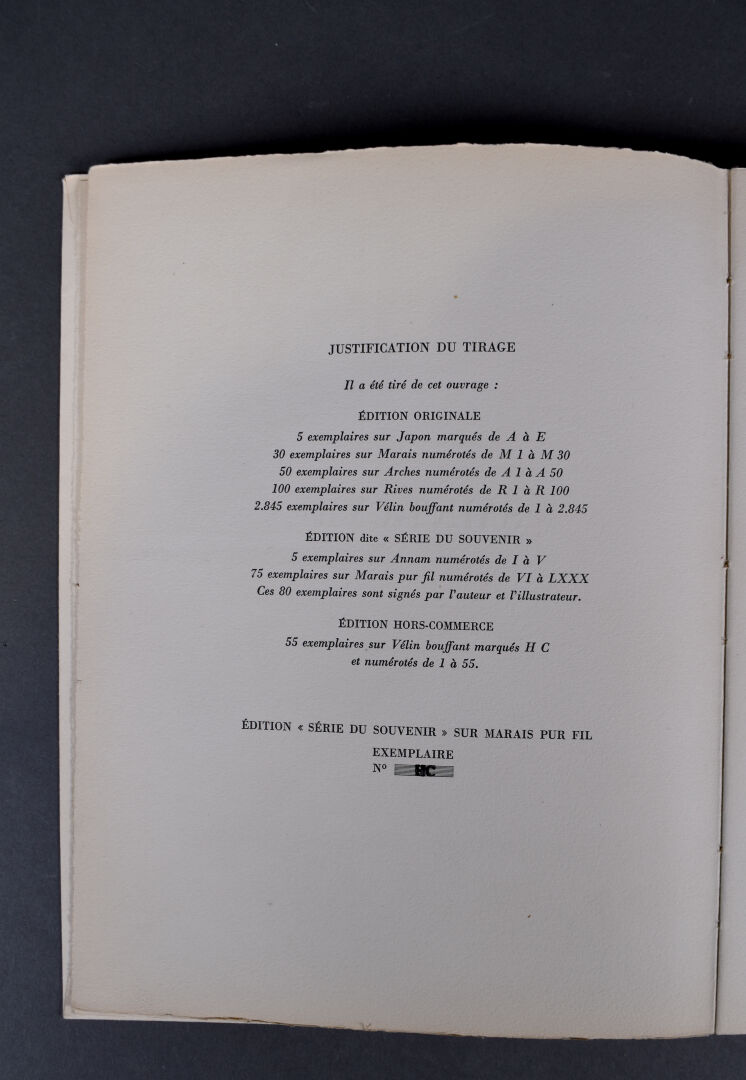 JUSTIFICATION DU TIRAGE
Il a été tiré de cet ouvrage :
ÉDITION ORIGINALE
5 exemplaires sur Japon marqués de A à E
30 exemplaires sur Marais numérotés de M 1 à M 30
50 exemplaires sur Arches numérotés de A 1 à A 50
100 exemplaires sur Rives numérotés de R 1 à R 100
2.845 exemplaires sur Vélin bouffant numérotés de 1 à 2.845
ÉDITION dite « SÉRIE DU SOUVENIR »
5 exemplaires sur Annam numérotés de I à V
75 exemplaires sur Marais pur fil numérotés de VI à LXXX
Ces 80 exemplaires sont signés par l'auteur et l'illustrateur.
ÉDITION HORS-COMMERCE
55 exemplaires sur Vélin bouffant marqués H C
et numérotés de 1 à 55.
ÉDITION « SÉRIE DU SOUVENIR » SUR MARAIS PUR FIL
EXEMPLAIRE
Nº HC